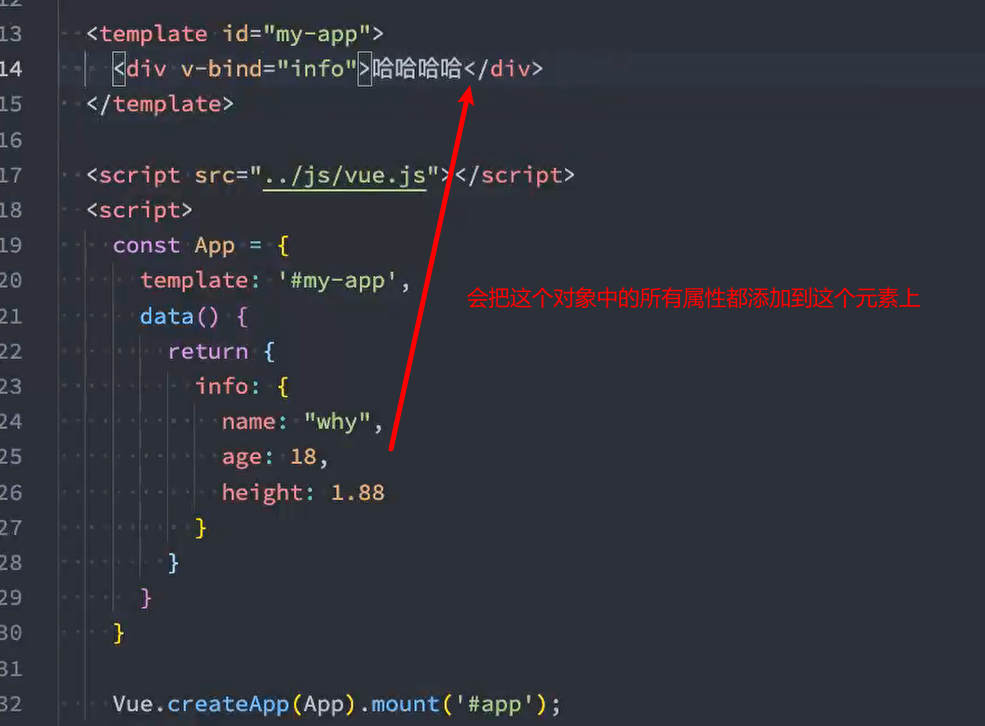 13 <template id="my-app">
14 <div v-bind="info">哈哈哈哈</div>
15 </template>
16
17 <script src="../js/vue.js"></script>
18 <script>
19 const App = {
20 template: '#my-app',
21 data() {
会把这个对象中的所有属性都添加到这个元素上
22 return {
23 info: {
24 name: "why",
25 age: 18,
26 height: 1.88
27 }
28 }
29 }
30 }
31
32 Vue.createApp(App).mount('#app');